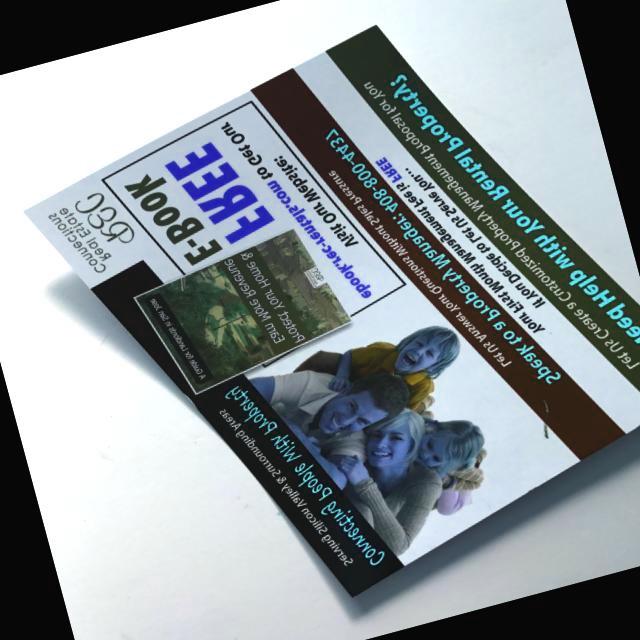 Need Help with Your Rental Property?
Let Us Create a Customized Property Management Proposal for You
If You Decide to Let Us Serve You...
Your First Month Management Fee is FREE
Speak to a Property Manager: 408-800-4437
Let Us Answer Your Questions Without Sales Pressure
Visit Our Website:
ebook.rec-rentals.com to Get Our
FREE
E-BOOK
Protect Your Home &
Earn More Revenue
REC
Real Estate
Connections
Connecting People With Property
Serving Silicon Valley & Surrounding Areas